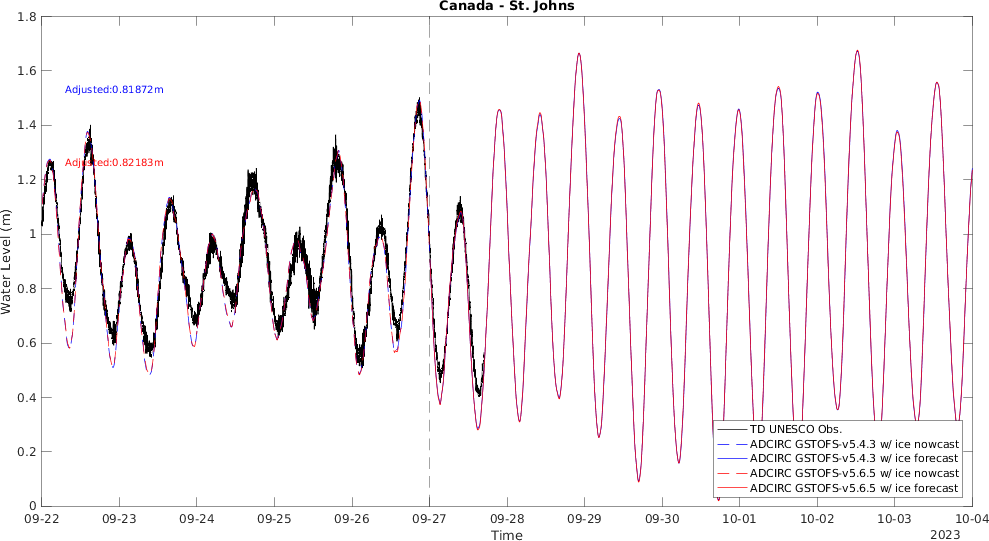 Canada - St. Johns
1.8
1.6
1.4
1.2
1
0.8
0.6
0.4
0.2
0
Water Level (m)
Adjusted:0.81872m
Adjusted:0.82183m
TD UNESCO Obs.
ADCIRC GSTOFS-v5.4.3 w/ ice nowcast
ADCIRC GSTOFS-v5.4.3 w/ ice forecast
ADCIRC GSTOFS-v5.6.5 w/ ice nowcast
ADCIRC GSTOFS-v5.6.5 w/ ice forecast
09-22 09-23 09-24 09-25 09-26 09-27 09-28 09-29 09-30 10-01 10-02 10-03 10-04
Time
2023